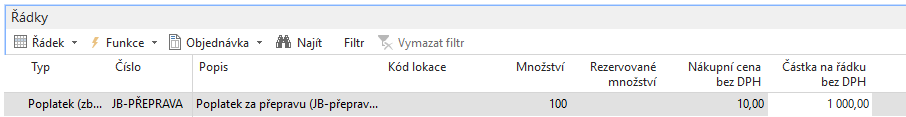 Řádky
Řádek Funkce Objednávka Najít Filtr Vymazat filtr
Typ Číslo Popis Kód lokace Množství Rezervované množství Nákupní cena bez DPH Částka na řádku bez DPH
Poplatek (zb... JB-PŘEPRAVA Poplatek za přepravu (JB-přeprav... 100 10,00 1 000,00